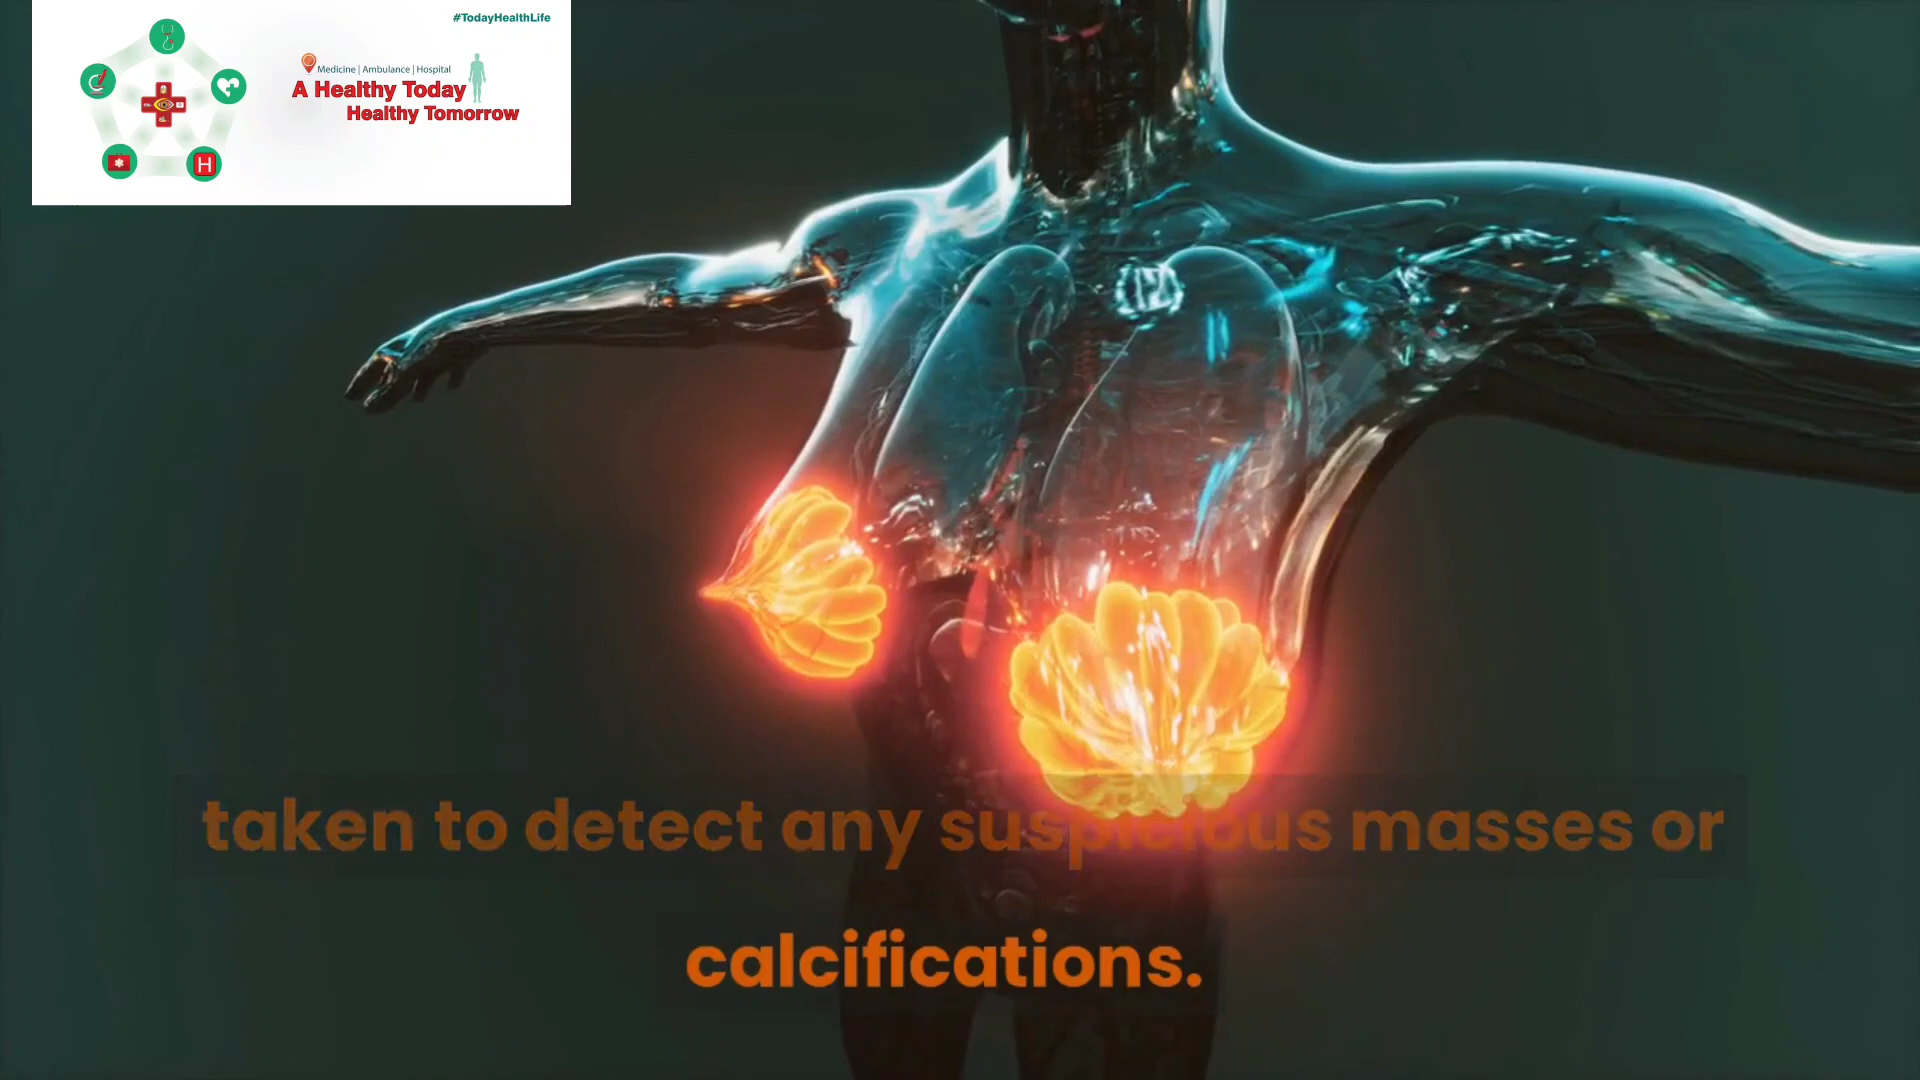 #TodayHealthLife
Medicine | Ambulance | Hospital
A Healthy Today
Healthy Tomorrow
H
taken to detect any suspicious masses or
calcifications.